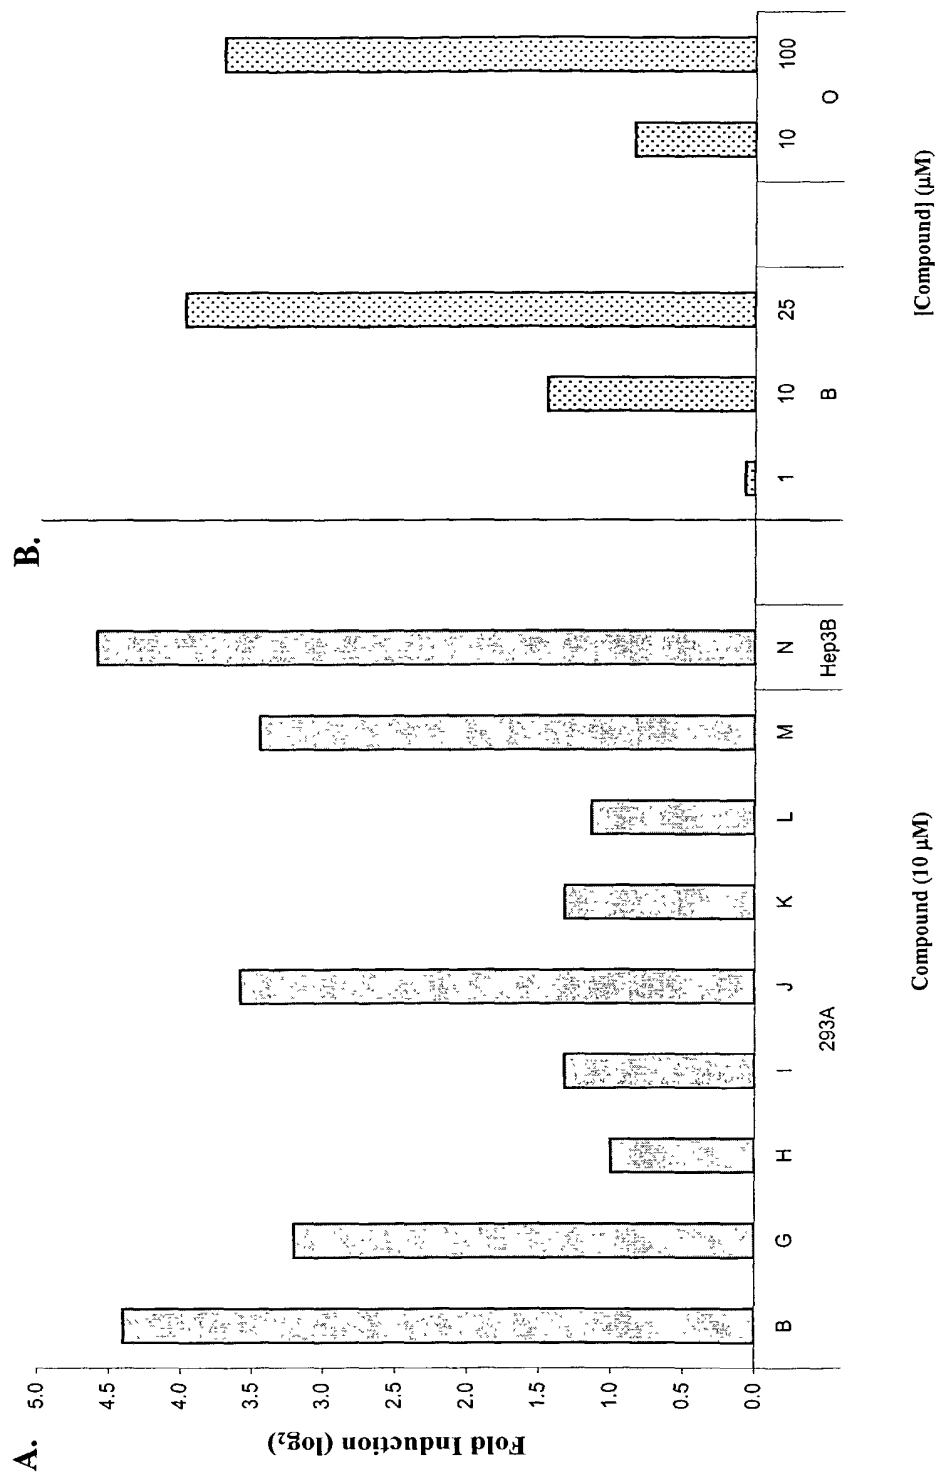 A.
B.
Fold Induction (log₂)
5.0
4.5
4.0
3.5
3.0
2.5
2.0
1.5
1.0
0.5
0.0
B G H I J K L M N
293A Hep3B
Compound (10 µM)
1 10 25 10 100
B O
[Compound] (µM)